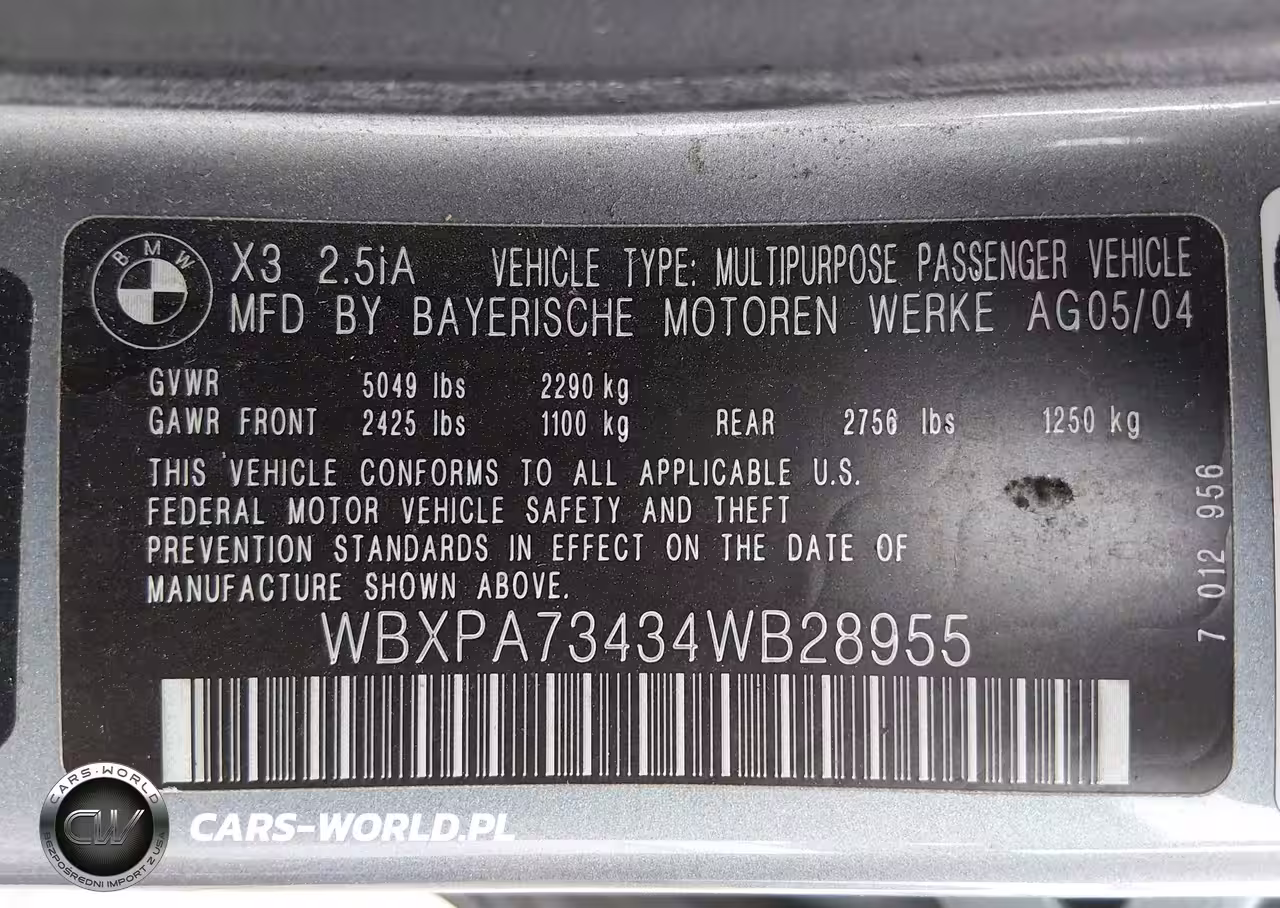 BMW
X3 2.5iA VEHICLE TYPE: MULTIPURPOSE PASSENGER VEHICLE
MFD BY BAYERISCHE MOTOREN WERKE AG05/04
GVWR 5049 lbs 2290 kg
GAWR FRONT 2425 lbs 1100 kg REAR 2756 lbs 1250 kg
THIS VEHICLE CONFORMS TO ALL APPLICABLE U.S.
FEDERAL MOTOR VEHICLE SAFETY AND THEFT
PREVENTION STANDARDS IN EFFECT ON THE DATE OF
MANUFACTURE SHOWN ABOVE.
WBXPA73434WB28955
7 012 956
CARS-WORLD
CW
BEZPOŚREDNI IMPORT Z USA
CARS-WORLD.PL